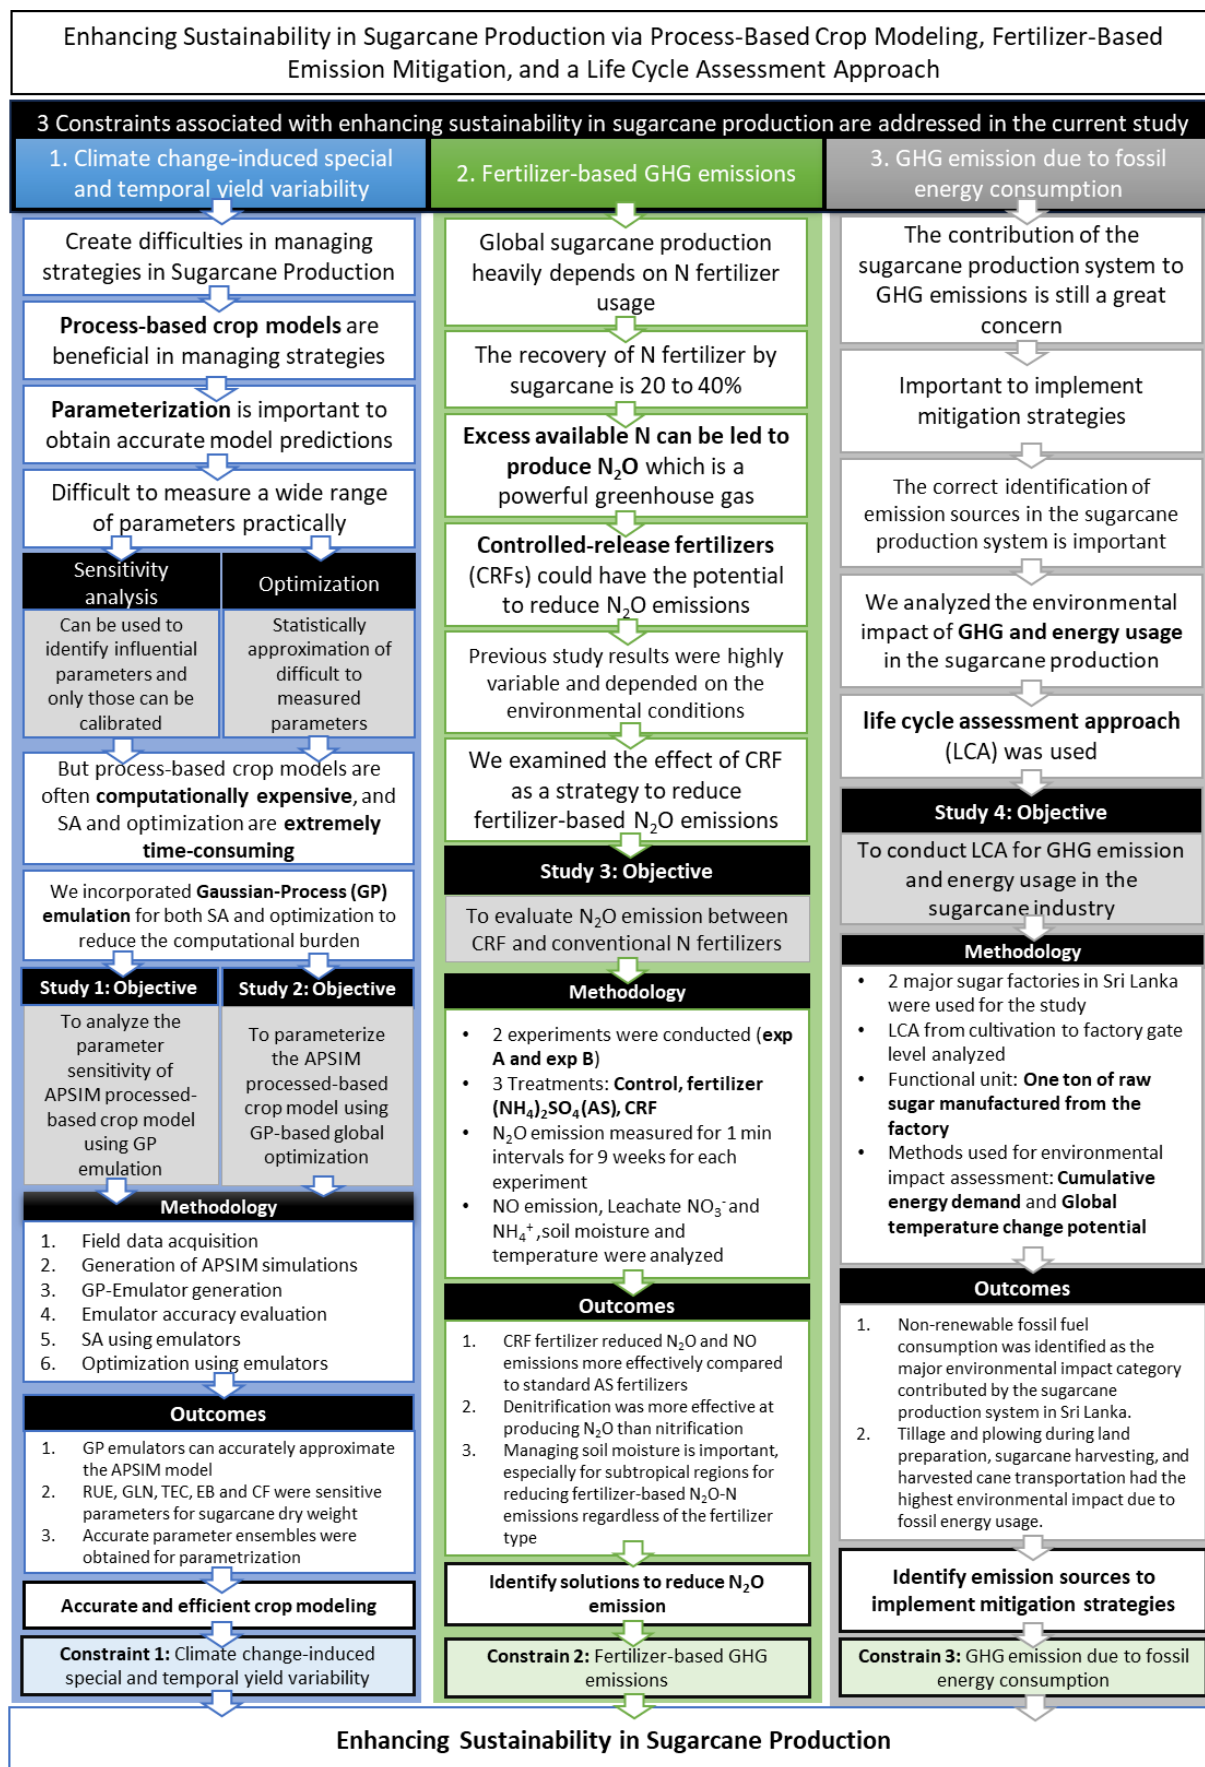 Enhancing Sustainability in Sugarcane Production via Process-Based Crop Modeling, Fertilizer-Based
Emission Mitigation, and a Life Cycle Assessment Approach
3 Constraints associated with enhancing sustainability in sugarcane production are addressed in the current study
1. Climate change-induced special
and temporal yield variability
Create difficulties in managing
strategies in Sugarcane Production
Process-based crop models are
beneficial in managing strategies
Parameterization is important to
obtain accurate model predictions
Difficult to measure a wide range
of parameters practically
Sensitivity
analysis
Can be used to
identify influential
parameters and
only those can be
calibrated
Optimization
Statistically
approximation of
difficult to
measured
parameters
But process-based crop models are
often computationally expensive, and
SA and optimization are extremely
time-consuming
We incorporated Gaussian-Process (GP)
emulation for both SA and optimization to
reduce the computational burden
Study 1: Objective
To analyze the
parameter
sensitivity of
APSIM processed-
based crop model
using GP
emulation
Study 2: Objective
To parameterize
the APSIM
processed-based
crop model using
GP-based global
optimization
Methodology
1. Field data acquisition
2. Generation of APSIM simulations
3. GP-Emulator generation
4. Emulator accuracy evaluation
5. SA using emulators
6. Optimization using emulators
Outcomes
1. GP emulators can accurately approximate
the APSIM model
2. RUE, GLN, TEC, EB and CF were sensitive
parameters for sugarcane dry weight
3. Accurate parameter ensembles were
obtained for parametrization
Accurate and efficient crop modeling
Constraint 1: Climate change-induced
special and temporal yield variability
2. Fertilizer-based GHG emissions
Global sugarcane production
heavily depends on N fertilizer
usage
The recovery of N fertilizer by
sugarcane is 20 to 40%
Excess available N can be led to
produce N₂O which is a
powerful greenhouse gas
Controlled-release fertilizers
(CRFs) could have the potential
to reduce N₂O emissions
Previous study results were highly
variable and depended on the
environmental conditions
We examined the effect of CRF
as a strategy to reduce
fertilizer-based N₂O emissions
Study 3: Objective
To evaluate N₂O emission between
CRF and conventional N fertilizers
Methodology
• 2 experiments were conducted (exp
A and exp B)
• 3 Treatments: Control, fertilizer
(NH₄)₂SO₄ (AS), CRF
• N₂O emission measured for 1 min
intervals for 9 weeks for each
experiment
• NO emission, Leachate NO₃⁻ and
NH₄⁺ ,soil moisture and
temperature were analyzed
Outcomes
1. CRF fertilizer reduced N₂O and NO
emissions more effectively compared
to standard AS fertilizers
2. Denitrification was more effective at
producing N₂O than nitrification
3. Managing soil moisture is important,
especially for subtropical regions for
reducing fertilizer-based N₂O-N
emissions regardless of the fertilizer
type
Identify solutions to reduce N₂O
emission
Constrain 2: Fertilizer-based GHG
emissions
3. GHG emission due to fossil
energy consumption
The contribution of the
sugarcane production system to
GHG emissions is still a great
concern
Important to implement
mitigation strategies
The correct identification of
emission sources in the sugarcane
production system is important
We analyzed the environmental
impact of GHG and energy usage
in the sugarcane production
life cycle assessment approach
(LCA) was used
Study 4: Objective
To conduct LCA for GHG emission
and energy usage in the
sugarcane industry
Methodology
• 2 major sugar factories in Sri Lanka
were used for the study
• LCA from cultivation to factory gate
level analyzed
• Functional unit: One ton of raw
sugar manufactured from the
factory
• Methods used for environmental
impact assessment: Cumulative
energy demand and Global
temperature change potential
Outcomes
1. Non-renewable fossil fuel
consumption was identified as the
major environmental impact category
contributed by the sugarcane
production system in Sri Lanka.
2. Tillage and plowing during land
preparation, sugarcane harvesting, and
harvested cane transportation had the
highest environmental impact due to
fossil energy usage.
Identify emission sources to
implement mitigation strategies
Constrain 3: GHG emission due to fossil
energy consumption
Enhancing Sustainability in Sugarcane Production